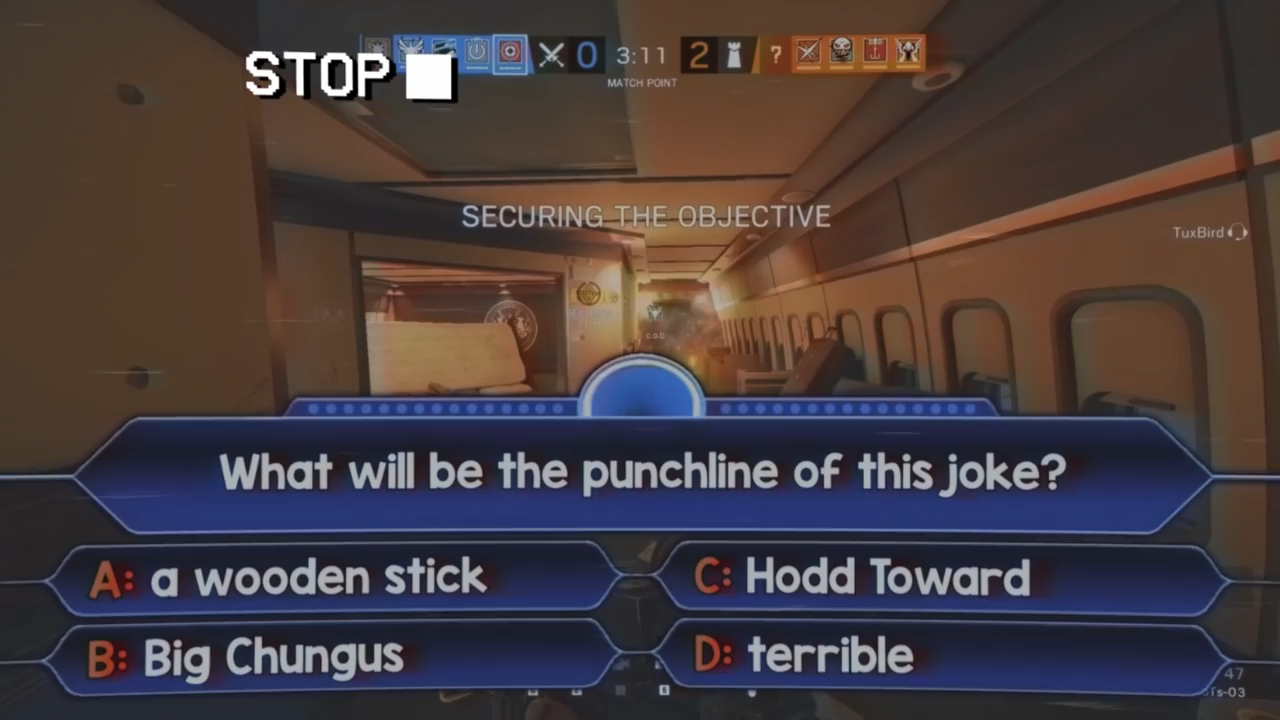 STOP
0 3:11 2 ?
MATCH POINT
SECURING THE OBJECTIVE
TuxBird
c.o.b
What will be the punchline of this joke?
A: a wooden stick
C: Hodd Toward
B: Big Chungus
D: terrible
47